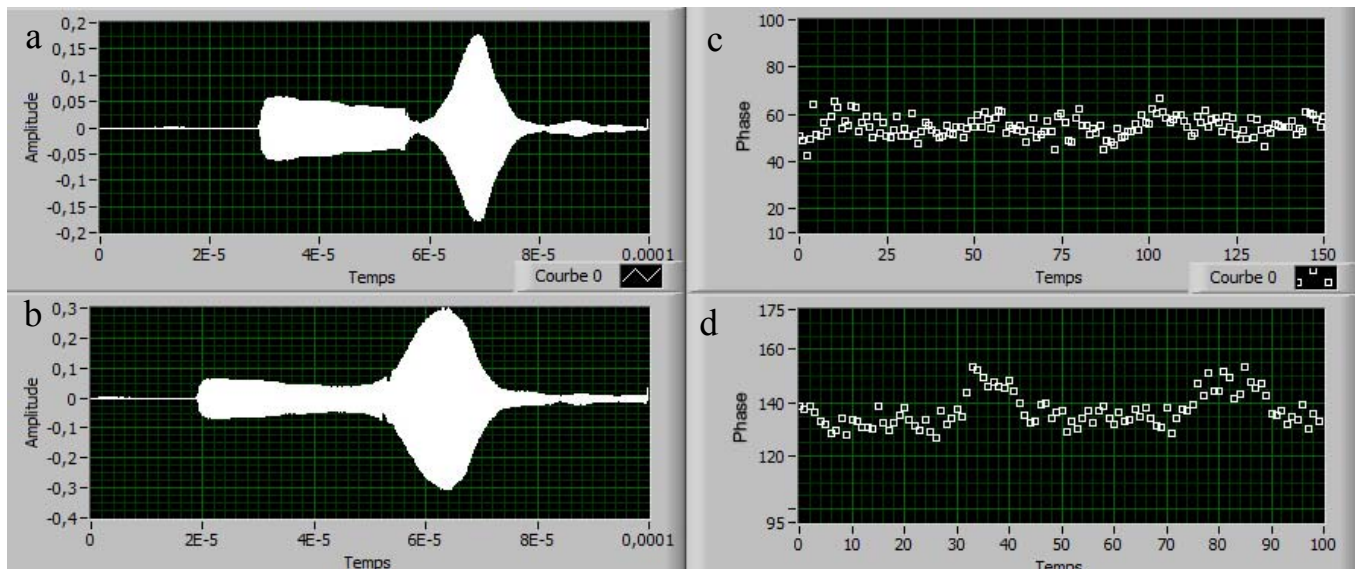 a
Amplitude
0,2
0,15
0,1
0,05
0
-0,05
-0,1
-0,15
-0,2
0 2E-5 4E-5 6E-5 8E-5 0.0001
Temps
Courbe 0
b
Amplitude
0,3
0,2
0,1
0
-0,1
-0,2
-0,3
-0,4
0 2E-5 4E-5 6E-5 8E-5 0,0001
Temps
c
Phase
100
80
60
40
20
10
0 25 50 75 100 125 150
Temps
Courbe 0
d
Phase
175
160
140
120
95
0 10 20 30 40 50 60 70 80 90 100
Temps